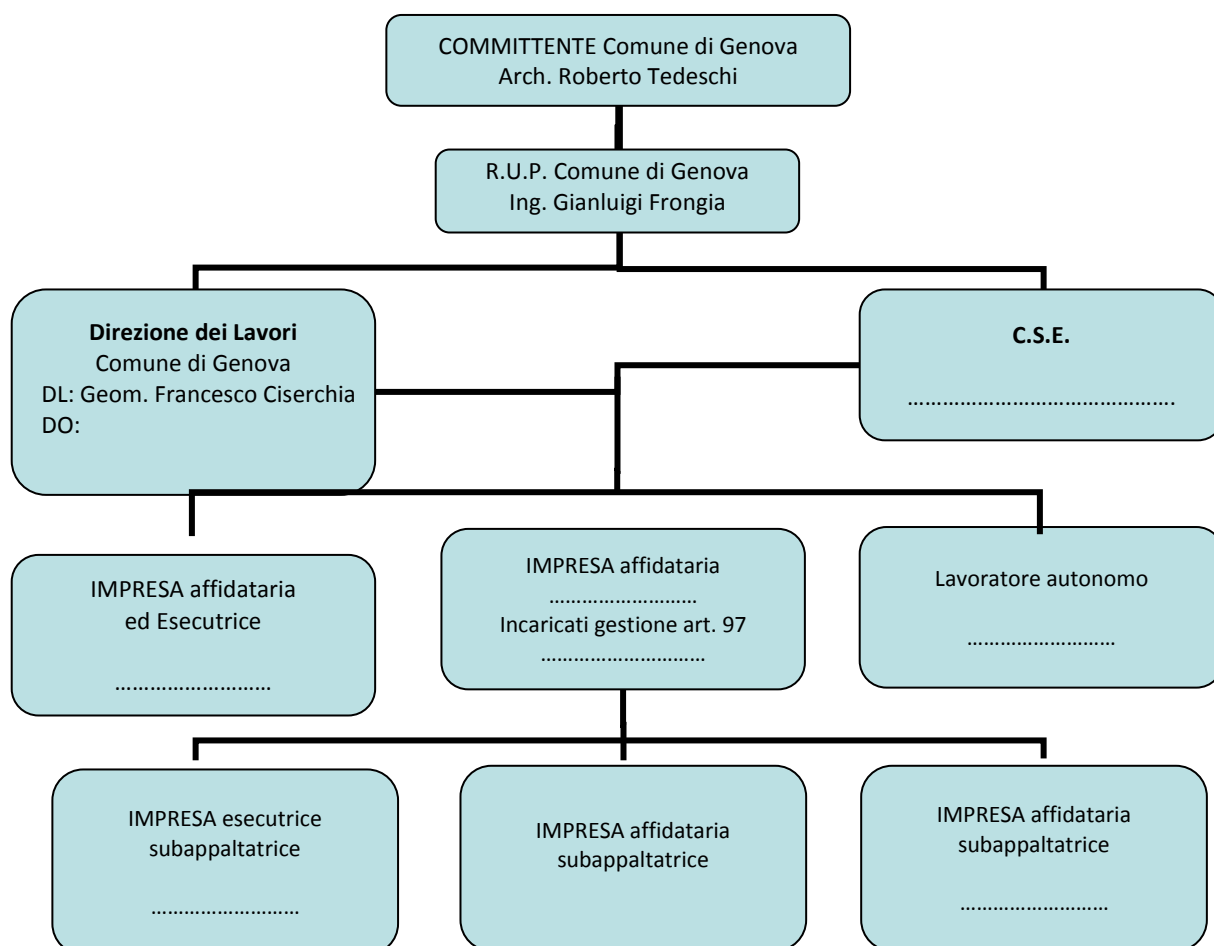 COMMITTENTE Comune di Genova
Arch. Roberto Tedeschi
R.U.P. Comune di Genova
Ing. Gianluigi Frongia
Direzione dei Lavori
Comune di Genova
DL: Geom. Francesco Ciserchia
DO:
C.S.E.
……………………………………….
IMPRESA affidataria
ed Esecutrice
………………………
IMPRESA affidataria
…………………….
Incaricati gestione art. 97
……………………….
Lavoratore autonomo
…………………….
IMPRESA esecutrice
subappaltatrice
…………………….
IMPRESA affidataria
subappaltatrice
IMPRESA affidataria
subappaltatrice
…………………….